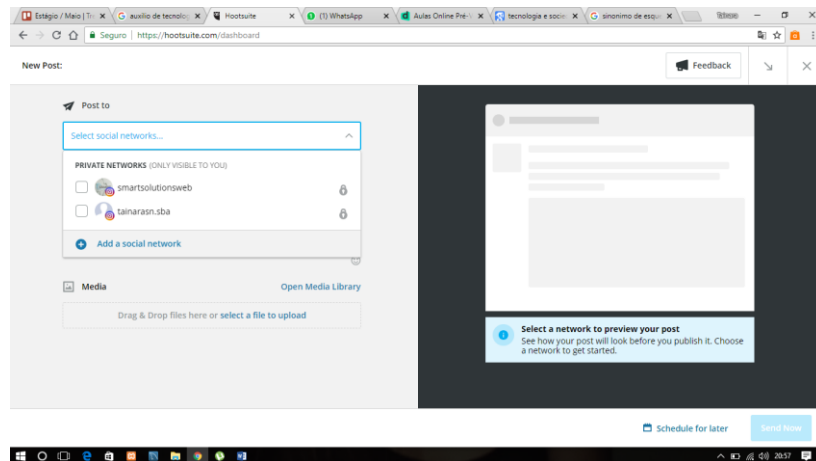 Estágio / Maio | Tr
auxilio de tecnolog
Hootsuite
(1) WhatsApp
Aulas Online Pré-
tecnologia e socie
sinonimo de esqu
Seguro | https://hootsuite.com/dashboard
New Post:
Feedback
Post to
Select social networks...
PRIVATE NETWORKS (ONLY VISIBLE TO YOU)
smartsolutionsweb
tainarasn.sba
Add a social network
Media
Open Media Library
Drag & Drop files here or select a file to upload
Select a network to preview your post
See how your post will look before you publish it. Choose
a network to get started.
Schedule for later
Send Now
20:57